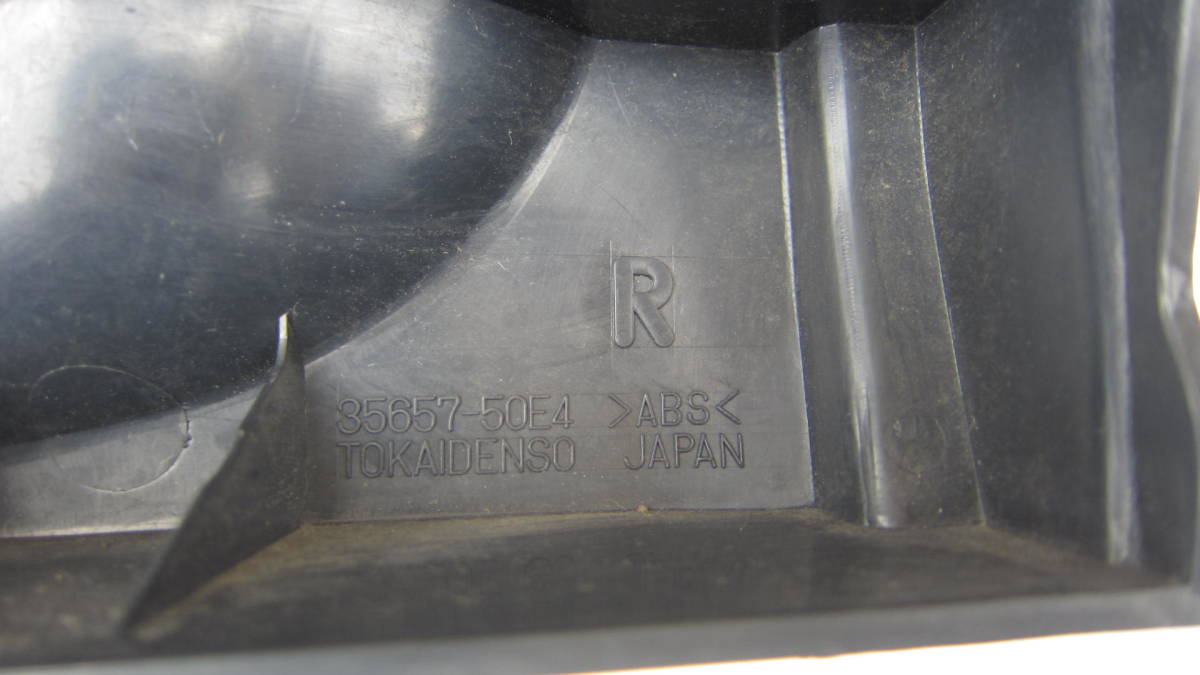 R
35657-50E4 >ABS<
TOKAIDENSO JAPAN